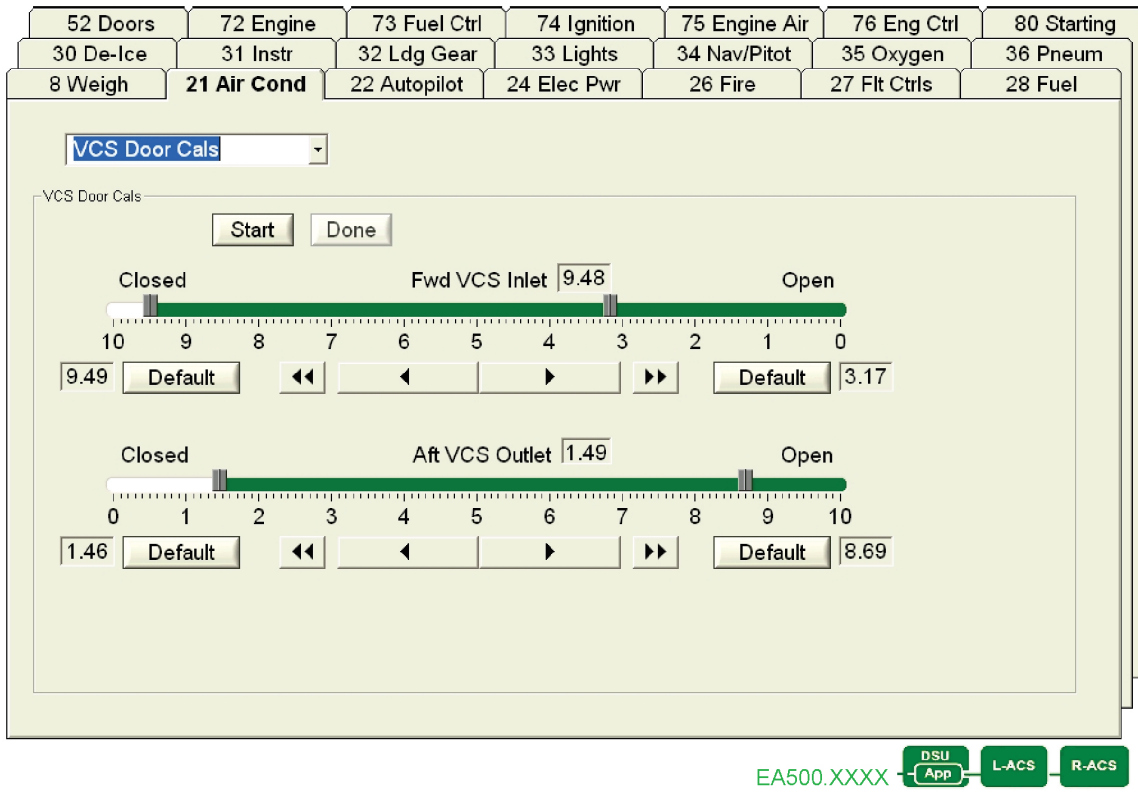 52 Doors 72 Engine 73 Fuel Ctrl 74 Ignition 75 Engine Air 76 Eng Ctrl 80 Starting
30 De-Ice 31 Instr 32 Ldg Gear 33 Lights 34 Nav/Pitot 35 Oxygen 36 Pneum
8 Weigh 21 Air Cond 22 Autopilot 24 Elec Pwr 26 Fire 27 Flt Ctrls 28 Fuel
VCS Door Cals
VCS Door Cals
Start Done
Closed Fwd VCS Inlet 9.48 Open
10 9 8 7 6 5 4 3 2 1 0
9.49 Default Default 3.17
Closed Aft VCS Outlet 1.49 Open
0 1 2 3 4 5 6 7 8 9 10
1.46 Default Default 8.69
EA500.XXXX DSU App L-ACS R-ACS